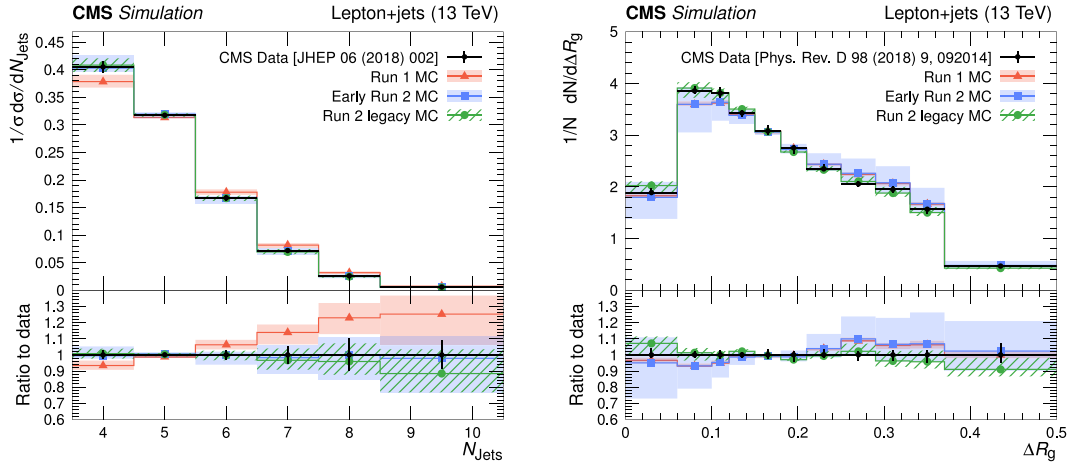 CMS Simulation Lepton+jets (13 TeV)
1/σ dσ/dN_Jets
0.45
0.4
0.35
0.3
0.25
0.2
0.15
0.1
0.05
0
CMS Data [JHEP 06 (2018) 002]
Run 1 MC
Early Run 2 MC
Run 2 legacy MC
Ratio to data
1.3
1.2
1.1
1
0.9
0.8
0.7
0.6
4 5 6 7 8 9 10
N_Jets
CMS Simulation Lepton+jets (13 TeV)
1/N dN/dΔR_g
5
4
3
2
1
0
CMS Data [Phys. Rev. D 98 (2018) 9, 092014]
Run 1 MC
Early Run 2 MC
Run 2 legacy MC
Ratio to data
1.3
1.2
1.1
1
0.9
0.8
0.7
0.6
0 0.1 0.2 0.3 0.4 0.5
ΔR_g